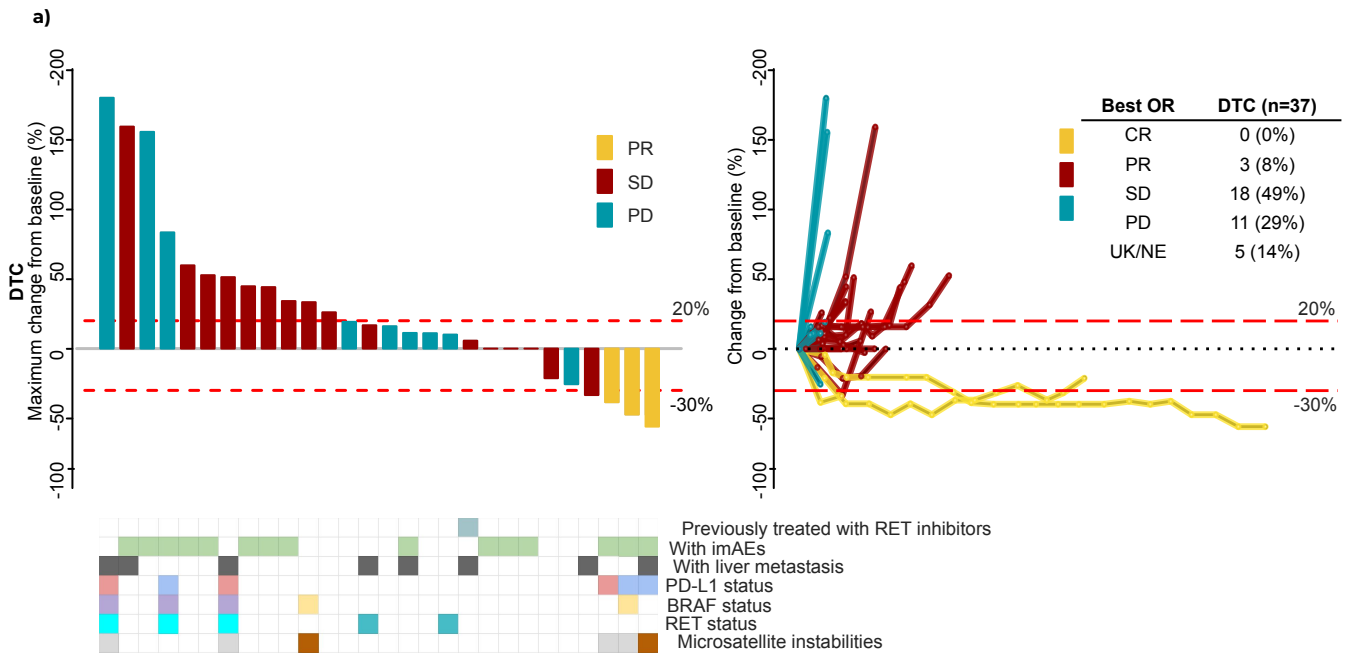 a)
DTC
Maximum change from baseline (%)
-200
150
100
50
0
-50
-100
20%
-30%
PR
SD
PD
Change from baseline (%)
-200
150
100
50
0
-50
-100
Best OR DTC (n=37)
CR 0 (0%)
PR 3 (8%)
SD 18 (49%)
PD 11 (29%)
UK/NE 5 (14%)
20%
-30%
Previously treated with RET inhibitors
With imAEs
With liver metastasis
PD-L1 status
BRAF status
RET status
Microsatellite instabilities